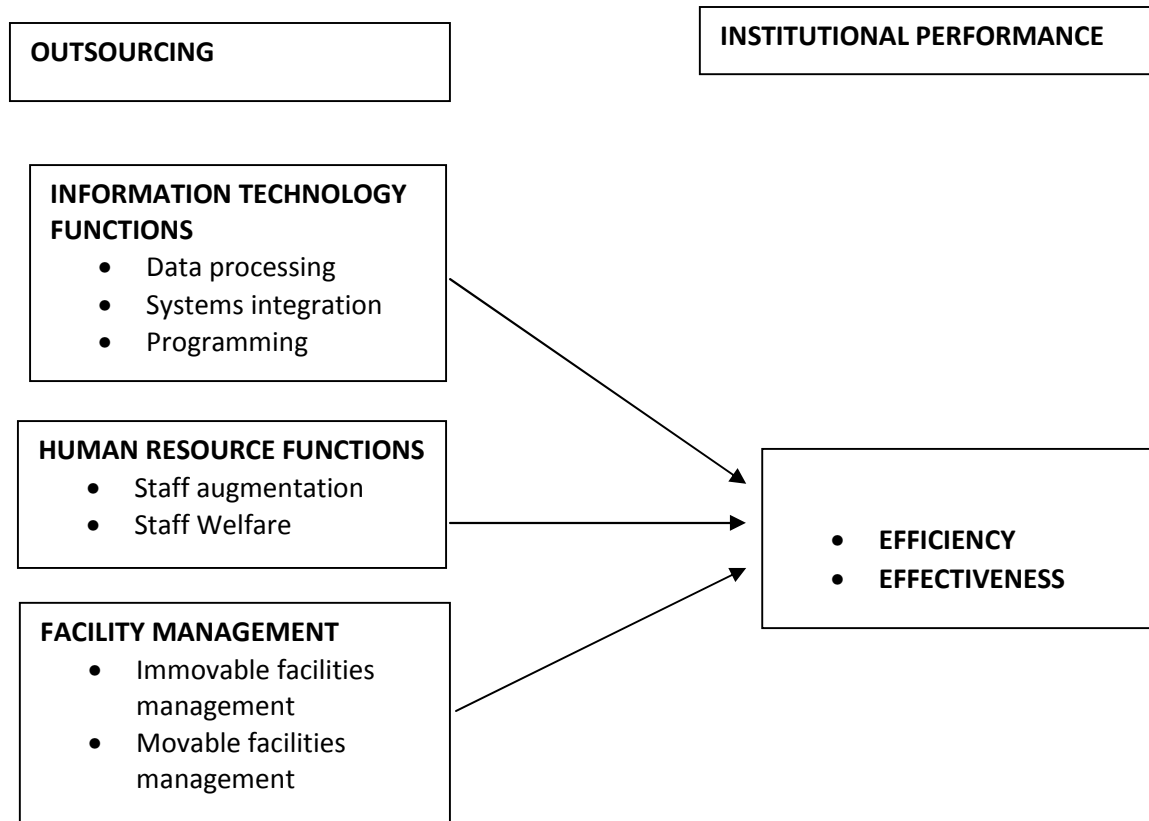 OUTSOURCING
INSTITUTIONAL PERFORMANCE
INFORMATION TECHNOLOGY
FUNCTIONS
• Data processing
• Systems integration
• Programming
HUMAN RESOURCE FUNCTIONS
• Staff augmentation
• Staff Welfare
FACILITY MANAGEMENT
• Immovable facilities
management
• Movable facilities
management
• EFFICIENCY
• EFFECTIVENESS